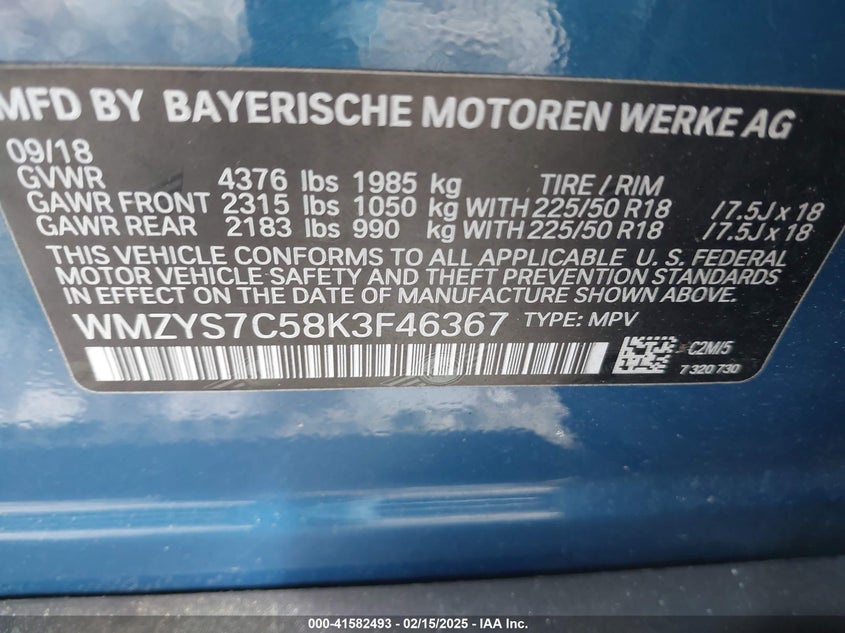 MFD BY BAYERISCHE MOTOREN WERKE AG
09/18
GVWR 4376 lbs 1985 kg TIRE / RIM
GAWR FRONT 2315 lbs 1050 kg WITH 225/50 R18 /7.5J x 18
GAWR REAR 2183 lbs 990 kg WITH 225/50 R18 /7.5J x 18
THIS VEHICLE CONFORMS TO ALL APPLICABLE U. S. FEDERAL
MOTOR VEHICLE SAFETY AND THEFT PREVENTION STANDARDS
IN EFFECT ON THE DATE OF MANUFACTURE SHOWN ABOVE.
WMZYS7C58K3F46367 TYPE: MPV
C2M/5
7 320 730
000-41582493 - 02/15/2025 - IAA Inc.